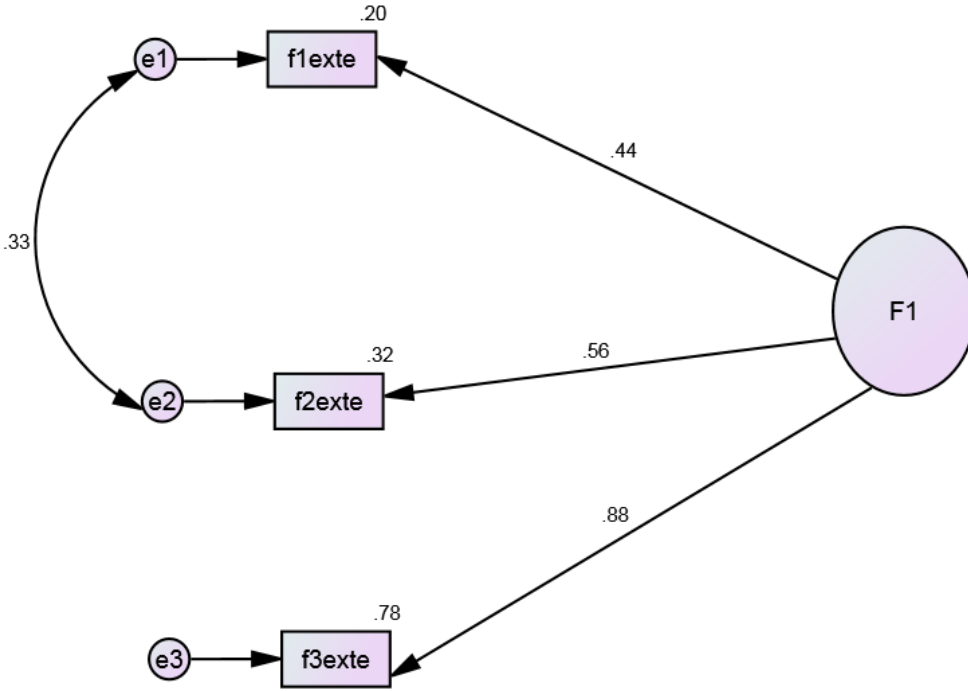 .20
e1
f1exte
.44
.33
F1
.32
.56
e2
f2exte
.88
.78
e3
f3exte